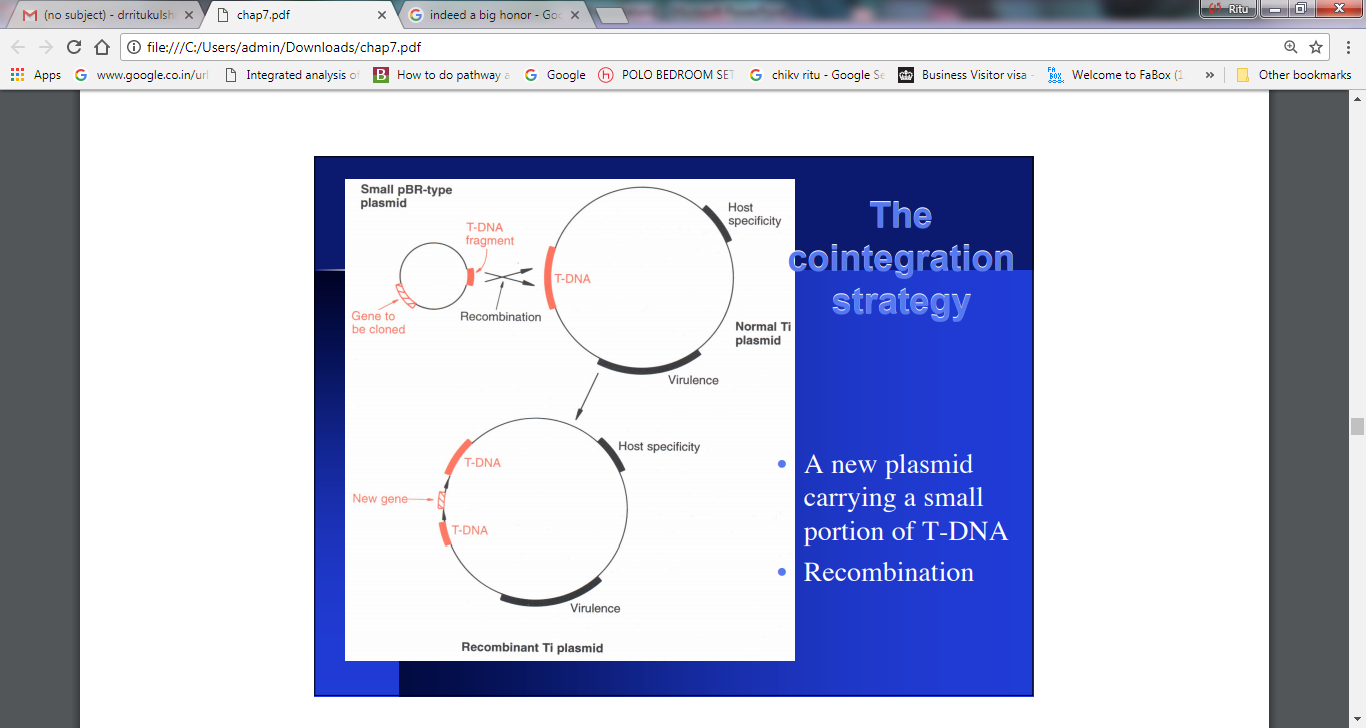 (no subject) - drritukulsh
chap7.pdf
indeed a big honor - Goo
Ritu
file:///C:/Users/admin/Downloads/chap7.pdf
Apps
www.google.co.in/url
Integrated analysis of
How to do pathway a
Google
POLO BEDROOM SET
chikv ritu - Google Se
Business Visitor visa -
Welcome to FaBox (1
»
Other bookmarks
Small pBR-type
plasmid
T-DNA
fragment
Gene to
be cloned
Recombination
T-DNA
Host
specificity
Normal Ti
plasmid
Virulence
T-DNA
Host specificity
New gene
T-DNA
Virulence
Recombinant Ti plasmid
The
cointegration
strategy
• A new plasmid
carrying a small
portion of T-DNA
• Recombination